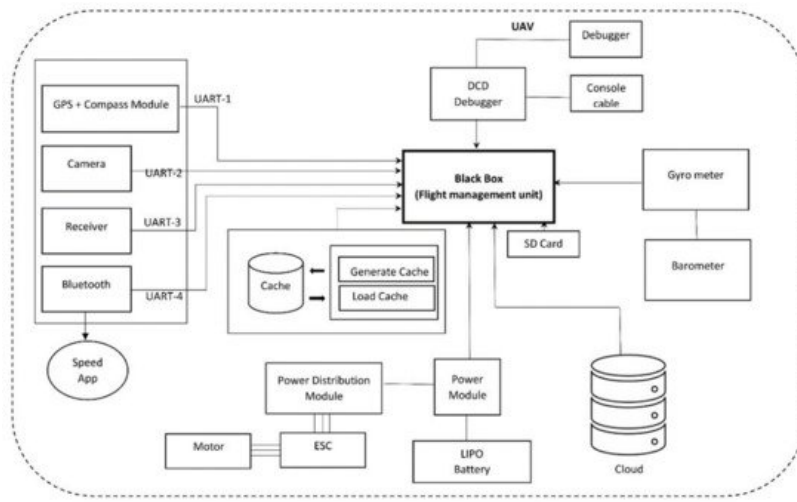 UAV
Debugger
DCD
Debugger
Console
cable
GPS + Compass Module
UART-1
Camera
UART-2
Receiver
UART-3
Bluetooth
UART-4
Speed
App
Black Box
(Flight management unit)
Gyro meter
Barometer
SD Card
Cache
Generate Cache
Load Cache
Power Distribution
Module
Power
Module
Motor
ESC
LIPO
Battery
Cloud